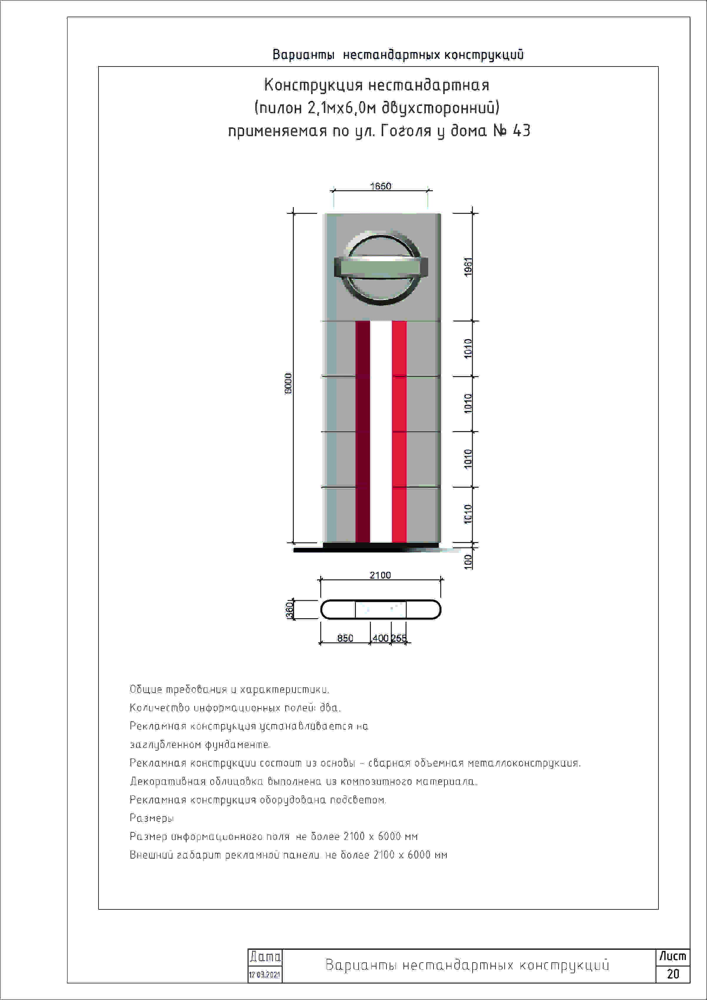 Варианты нестандартных конструкций
Конструкция нестандартная
(пилон 2,1мх6,0м двухсторонний)
применяемая по ул. Гоголя у дома № 43
1650
1961
1010
6000
1010
1010
1010
100
2100
360
850
400
255
Общие требования и характеристики.
Количество информационных полей: два.
Рекламная конструкция устанавливается на
заглубленном фундаменте.
Рекламная конструкции состоит из основы – сварная объемная металлоконструкция.
Декоративная облицовка выполнена из композитного материала.
Рекламная конструкция оборудована подсветом.
Размеры
Размер информационного поля не более 2100 х 6000 мм
Внешний габарит рекламной панели не более 2100 х 6000 мм
Дата
12.03.2021
Варианты нестандартных конструкций
Лист
20